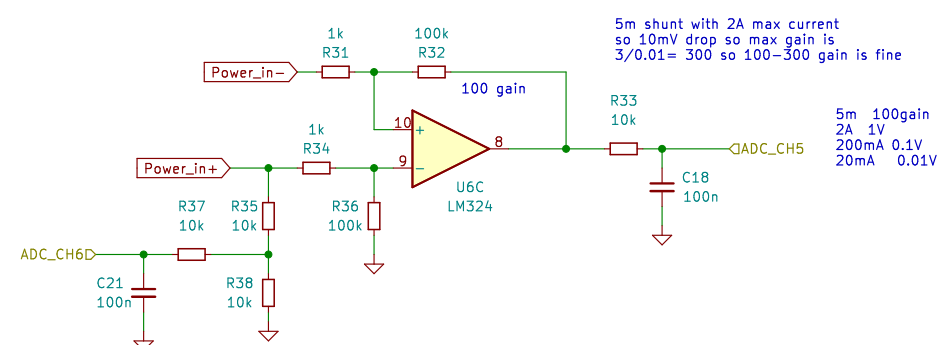 5m shunt with 2A max current
so 10mV drop so max gain is
3/0.01= 300 so 100-300 gain is fine
1k
R31
100k
R32
Power_in-
100 gain
R33
10k
5m 100gain
2A 1V
200mA 0.1V
20mA 0.01V
10
+
8
ADC_CH5
1k
R34
9
-
Power_in+
U6C
LM324
C18
100n
R37
10k
R35
10k
R36
100k
ADC_CH6
C21
100n
R38
10k